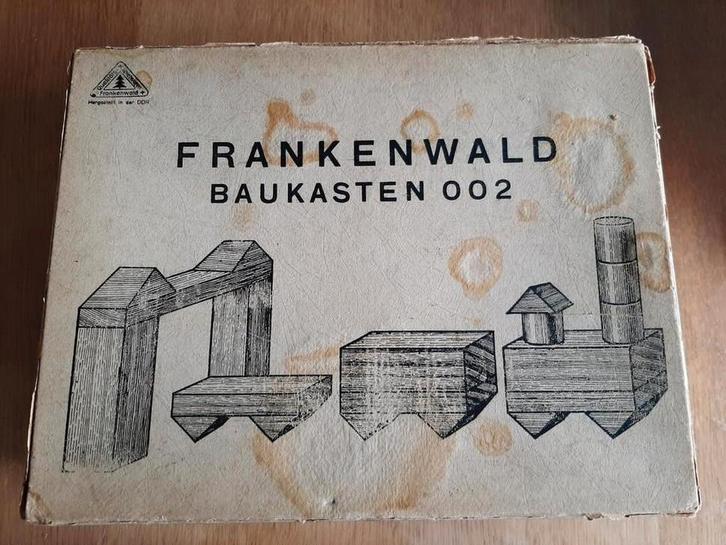 Frankenwald
Hergestellt in der DDR
FRANKENWALD
BAUKASTEN 002